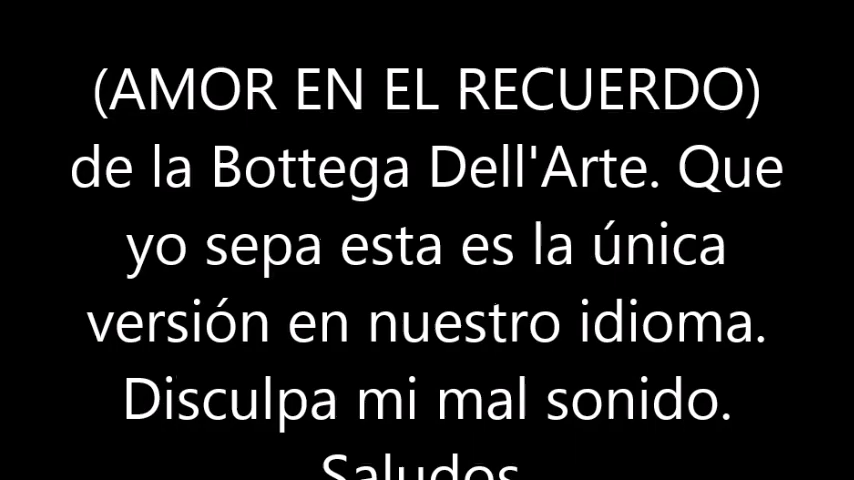 (AMOR EN EL RECUERDO)
de la Bottega Dell'Arte. Que
yo sepa esta es la única
versión en nuestro idioma.
Disculpa mi mal sonido.
Saludos